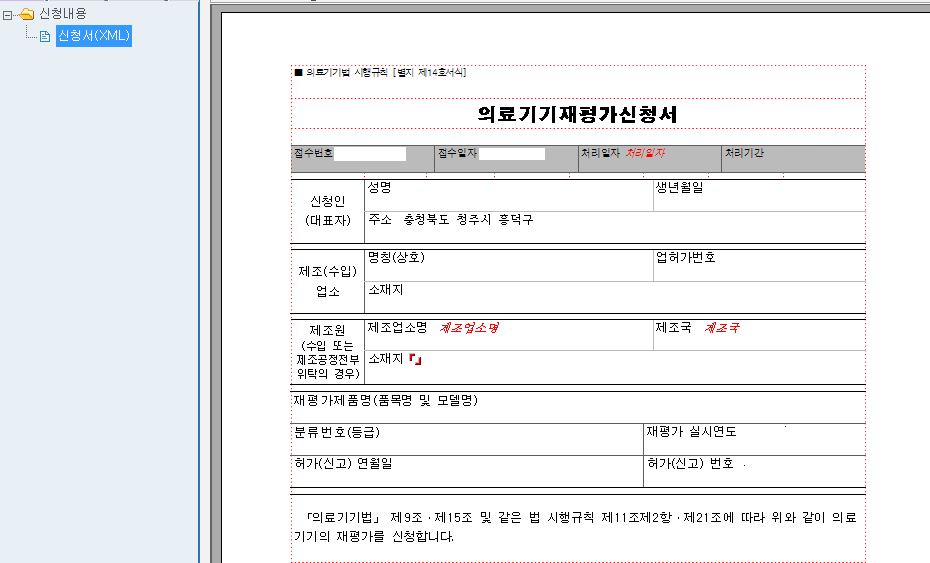 신청내용
신청서(XML)
■ 의료기기법 시행규칙 [별지 제14호서식]
의료기기재평가신청서
접수번호 접수일자 처리일자 처리일자 처리기간
신청인
(대표자)
성명 생년월일
주소 충청북도 청주시 흥덕구
제조(수입)
업소
명칭(상호) 업허가번호
소재지
제조원
(수입 또는
제조공정전부
위탁의 경우)
제조업소명 제조업소명 제조국 제조국
소재지『』
재평가제품명(품목명 및 모델명)
분류번호(등급) 재평가 실시연도
허가(신고) 연월일 허가(신고) 번호 .
「의료기기법」 제9조·제15조 및 같은 법 시행규칙 제11조제2항·제21조에 따라 위와 같이 의료
기기의 재평가를 신청합니다.